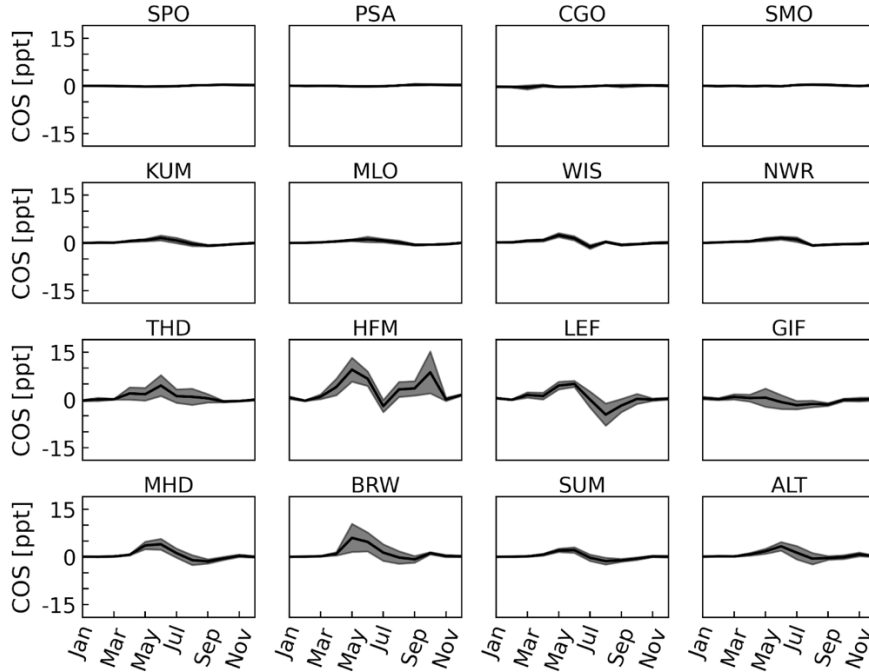 SPO PSA CGO SMO
COS [ppt] 15 0 -15
KUM MLO WIS NWR
COS [ppt] 15 0 -15
THD HFM LEF GIF
COS [ppt] 15 0 -15
MHD BRW SUM ALT
COS [ppt] 15 0 -15
Jan Mar May Jul Sep Nov Jan Mar May Jul Sep Nov Jan Mar May Jul Sep Nov Jan Mar May Jul Sep Nov